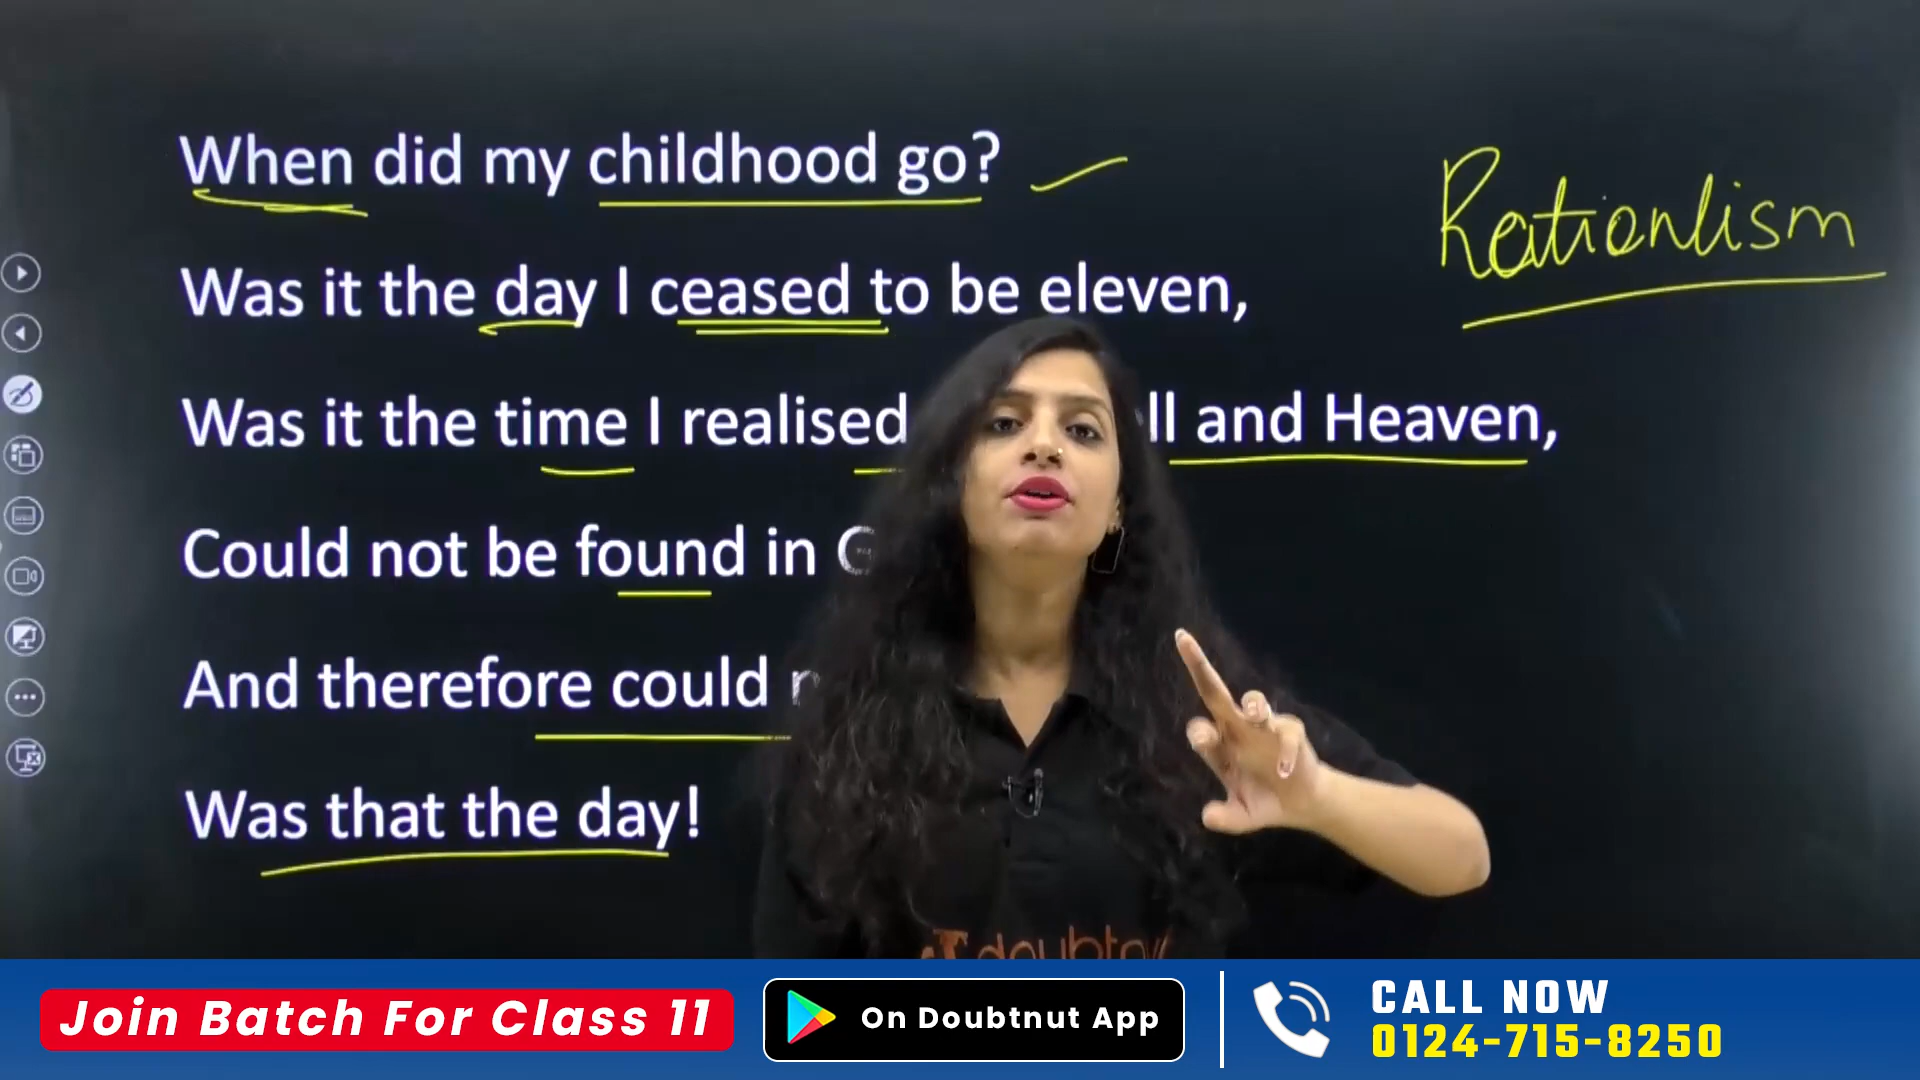 When did my childhood go?
Rationlism
Was it the day I ceased to be eleven,
Was it the time I realised ll and Heaven,
Could not be found in G
And therefore could
Was that the day!
doubtnut
Join Batch For Class 11
On Doubtnut App
CALL NOW
0124-715-8250